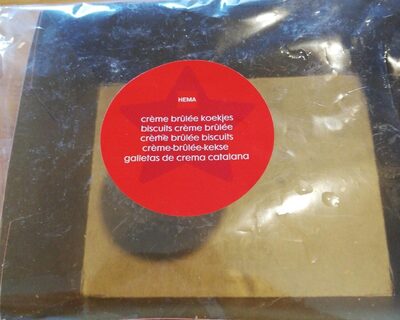 HEMA
crème brûlée koekjes
biscuits crème brûlée
crème brûlée biscuits
crème-brûlée-kekse
galletas de crema catalana